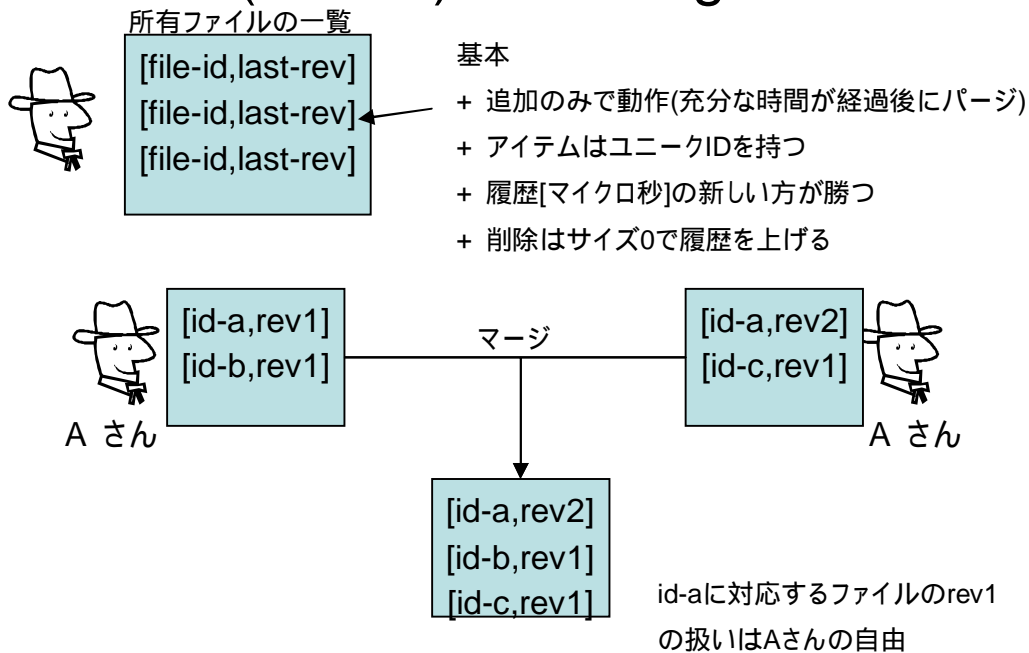 所有ファイルの一覧
[file-id,last-rev]
[file-id,last-rev]
[file-id,last-rev]
基本
+ 追加のみで動作(充分な時間が経過後にパージ)
+ アイテムはユニークIDを持つ
+ 履歴[マイクロ秒]の新しい方が勝つ
+ 削除はサイズ0で履歴を上げる
[id-a,rev1]
[id-b,rev1]
A さん
マージ
[id-a,rev2]
[id-c,rev1]
A さん
[id-a,rev2]
[id-b,rev1]
[id-c,rev1]
id-aに対応するファイルのrev1
の扱いはAさんの自由